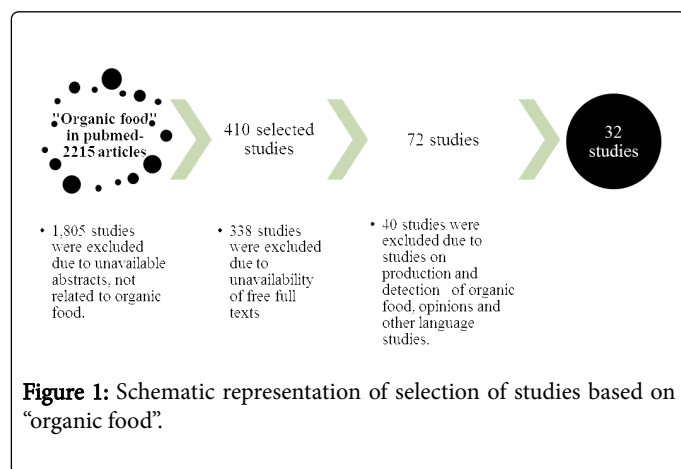 "Organic food"
in pubmed-
2215 articles
410 selected
studies
72 studies
32
studies
• 1,805 studies
were excluded
due to unavailable
abstracts, not
related to organic
food.
• 338 studies
were excluded
due to
unavailability
of free full
texts
• 40 studies were
excluded due to
studies on
production and
detection of organic
food, opinions and
other language
studies.
Figure 1: Schematic representation of selection of studies based on
“organic food”.